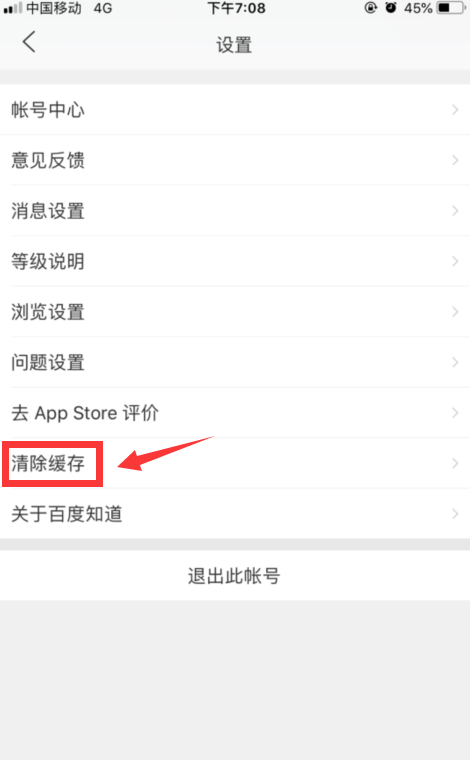 中国移动 4G 下午7:08 45%
设置
帐号中心
意见反馈
消息设置
等级说明
浏览设置
问题设置
去 App Store 评价
清除缓存
关于百度知道
退出此帐号